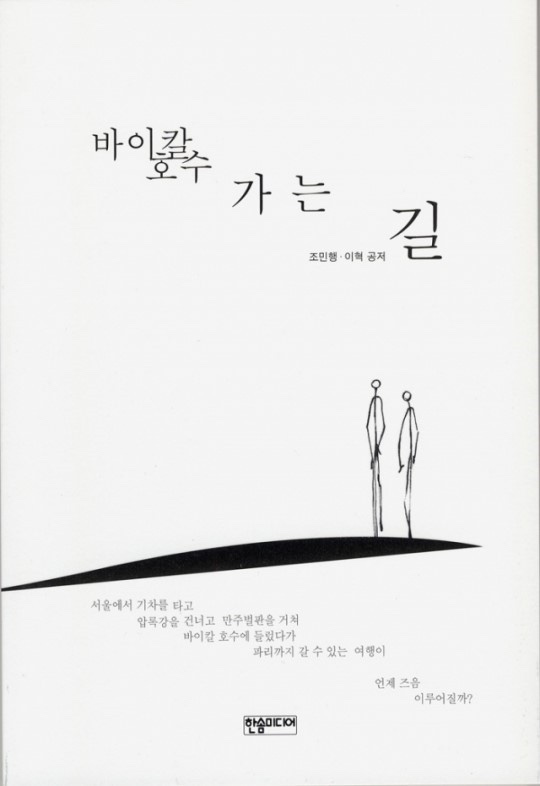 바이칼
호수
가는
길
조민행·이혁 공저
서울에서 기차를 타고
압록강을 건너고 만주벌판을 거쳐
바이칼 호수에 들렀다가
파리까지 갈 수 있는 여행이
언제 즈음
이루어질까?
한솜미디어